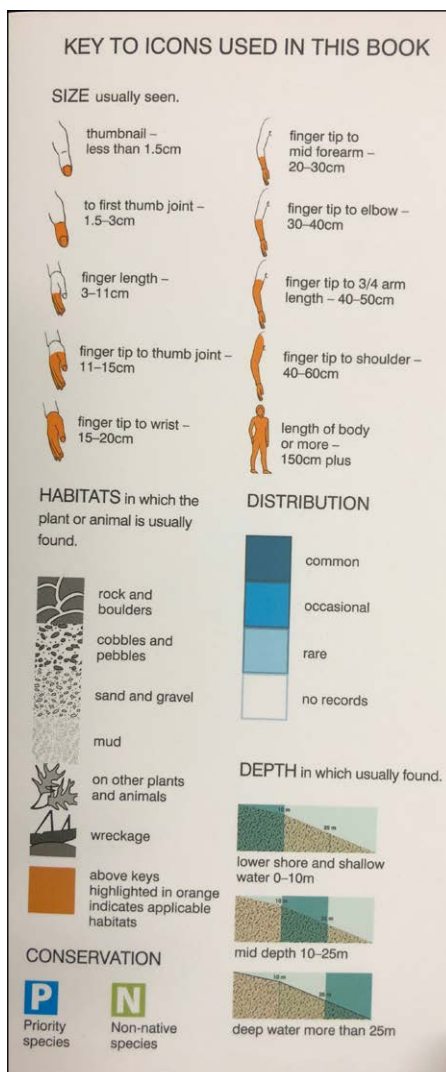 KEY TO ICONS USED IN THIS BOOK
SIZE usually seen.
thumbnail –
less than 1.5cm
to first thumb joint –
1.5–3cm
finger length –
3–11cm
finger tip to thumb joint –
11–15cm
finger tip to wrist –
15–20cm
finger tip to
mid forearm –
20–30cm
finger tip to elbow –
30–40cm
finger tip to 3/4 arm
length – 40–50cm
finger tip to shoulder –
40–60cm
length of body
or more –
150cm plus
HABITATS in which the
plant or animal is usually
found.
rock and
boulders
cobbles and
pebbles
sand and gravel
mud
on other plants
and animals
wreckage
above keys
highlighted in orange
indicates applicable
habitats
DISTRIBUTION
common
occasional
rare
no records
DEPTH in which usually found.
10 m
25 m
lower shore and shallow
water 0–10m
10 m
25 m
mid depth 10–25m
10 m
25 m
deep water more than 25m
CONSERVATION
P
Priority
species
N
Non-native
species